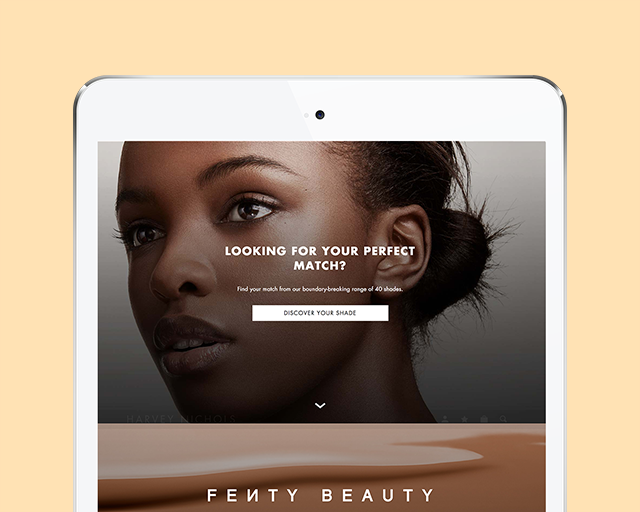 LOOKING FOR YOUR PERFECT
MATCH?
Find your match from our boundary-breaking range of 40 shades.
DISCOVER YOUR SHADE
HARVEY NICHOLS
FEИTY BEAUTY